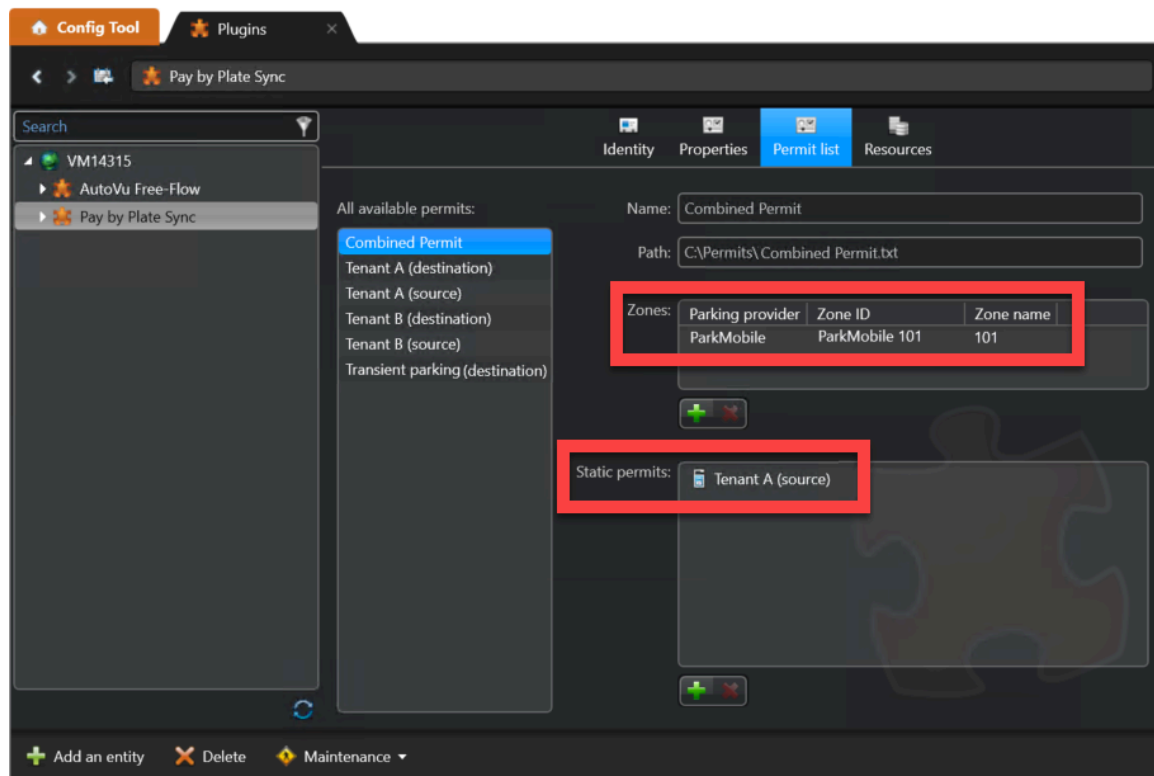 Config Tool
Plugins
Pay by Plate Sync
Search
VM14315
AutoVu Free-Flow
Pay by Plate Sync
Identity
Properties
Permit list
Resources
All available permits:
Combined Permit
Tenant A (destination)
Tenant A (source)
Tenant B (destination)
Tenant B (source)
Transient parking (destination)
Name: Combined Permit
Path: C:\Permits\Combined Permit.txt
Zones:
Parking provider Zone ID Zone name
ParkMobile ParkMobile 101 101
Static permits: Tenant A (source)
Add an entity Delete Maintenance